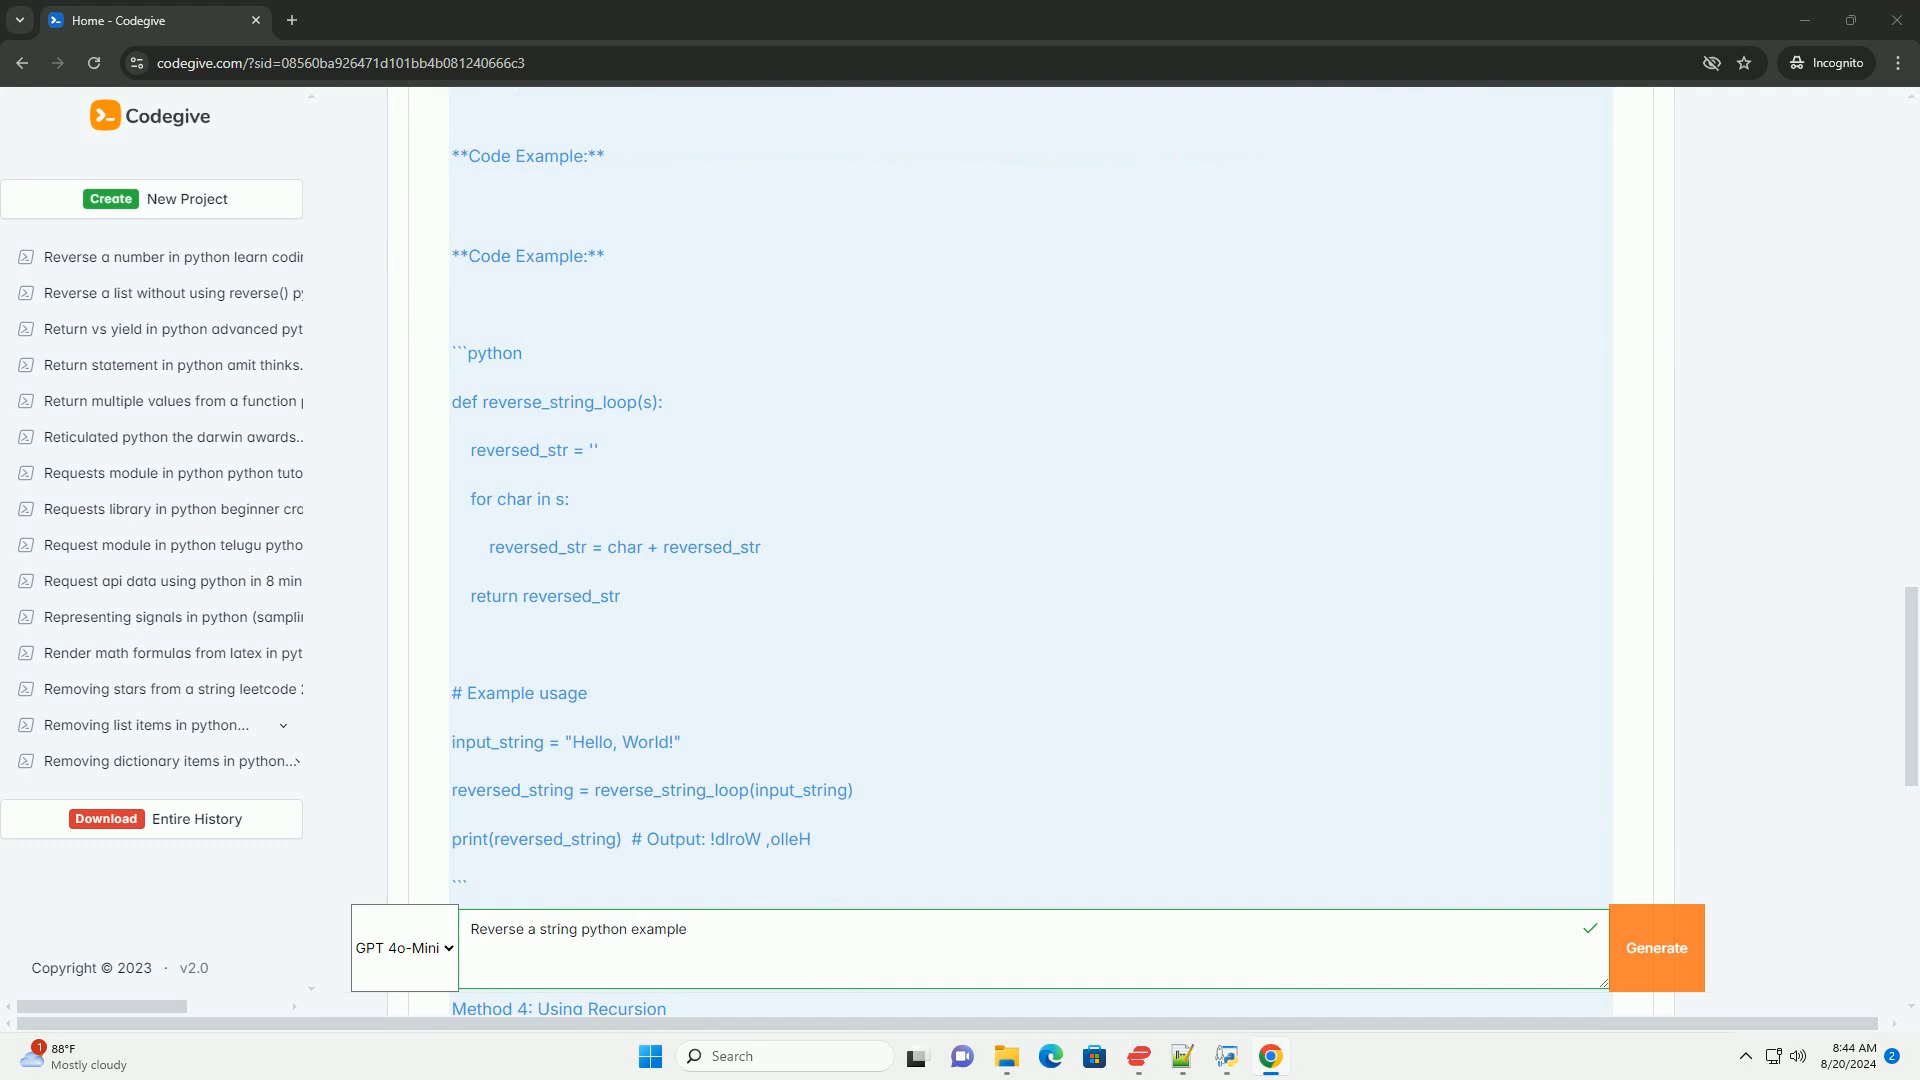 Home - Codegive
codegive.com/?sid=08560ba926471d101bb4b081240666c3
Incognito
Codegive
Create New Project
Reverse a number in python learn codin
Reverse a list without using reverse() py
Return vs yield in python advanced pyt
Return statement in python amit thinks.
Return multiple values from a function p
Reticulated python the darwin awards..
Requests module in python python tuto
Requests library in python beginner cra
Request module in python telugu pytho
Request api data using python in 8 min
Representing signals in python (samplin
Render math formulas from latex in pyt
Removing stars from a string leetcode 2
Removing list items in python...
Removing dictionary items in python...
Download Entire History
Copyright © 2023 · v2.0
**Code Example:**
**Code Example:**
```python
def reverse_string_loop(s):
reversed_str = ''
for char in s:
reversed_str = char + reversed_str
return reversed_str
# Example usage
input_string = "Hello, World!"
reversed_string = reverse_string_loop(input_string)
print(reversed_string) # Output: !dlroW ,olleH
```
GPT 4o-Mini
Reverse a string python example
Generate
Method 4: Using Recursion
1
88°F
Mostly cloudy
Search
8:44 AM
8/20/2024
2